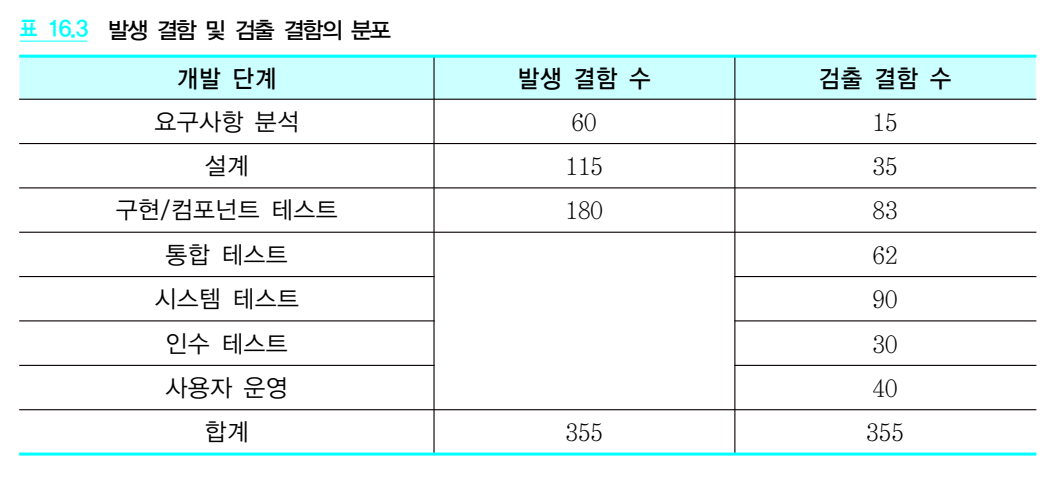 표 16.3 발생 결함 및 검출 결함의 분포
개발 단계 발생 결함 수 검출 결함 수
요구사항 분석 60 15
설계 115 35
구현/컴포넌트 테스트 180 83
통합 테스트 62
시스템 테스트 90
인수 테스트 30
사용자 운영 40
합계 355 355